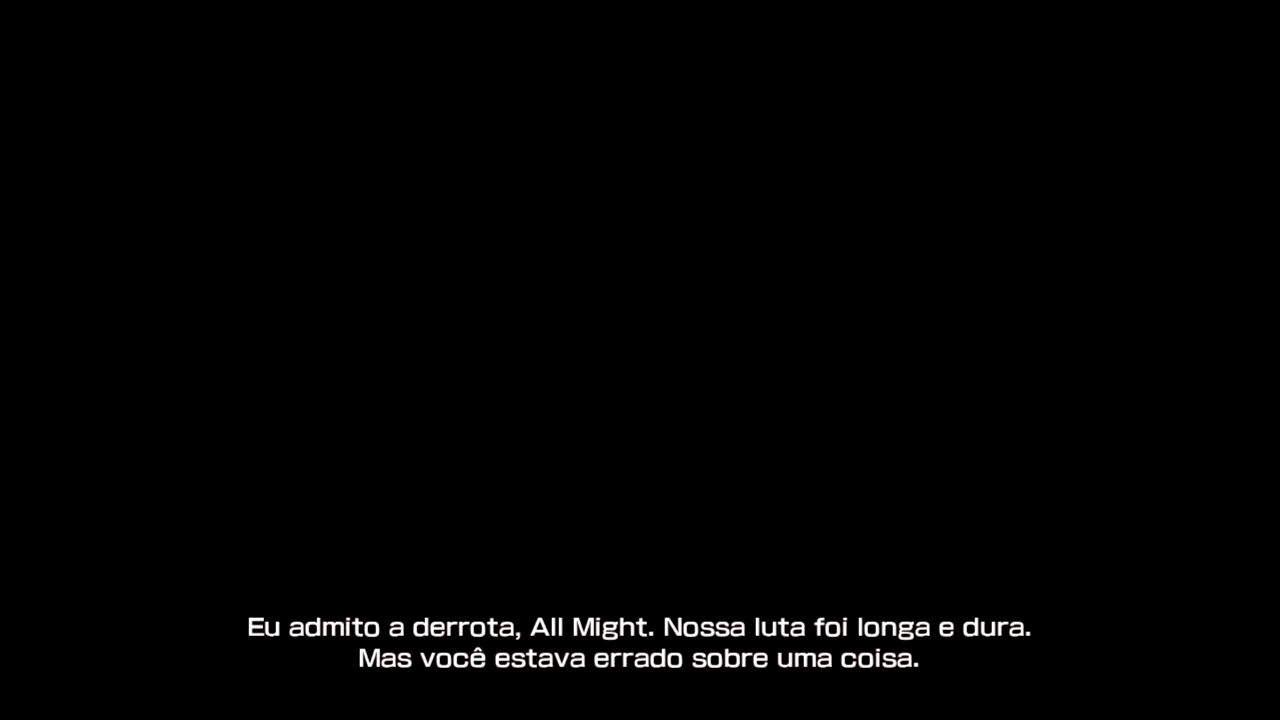 Eu admito a derrota, All Might. Nossa luta foi longa e dura.
Mas você estava errado sobre uma coisa.